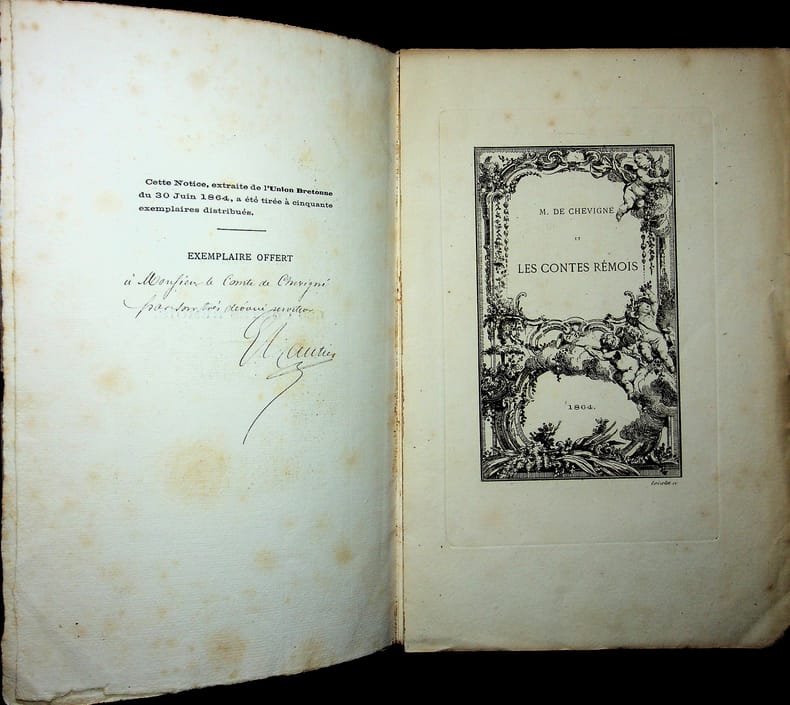 Cette Notice, extraite de l'Union Bretonne
du 30 Juin 1864, a été tirée à cinquante
exemplaires distribués.
EXEMPLAIRE OFFERT
à Monsieur le Comte de Chevigné
par son très dévoué serviteur
M. DE CHEVIGNÉ
ET
LES CONTES RÉMOIS
1864.